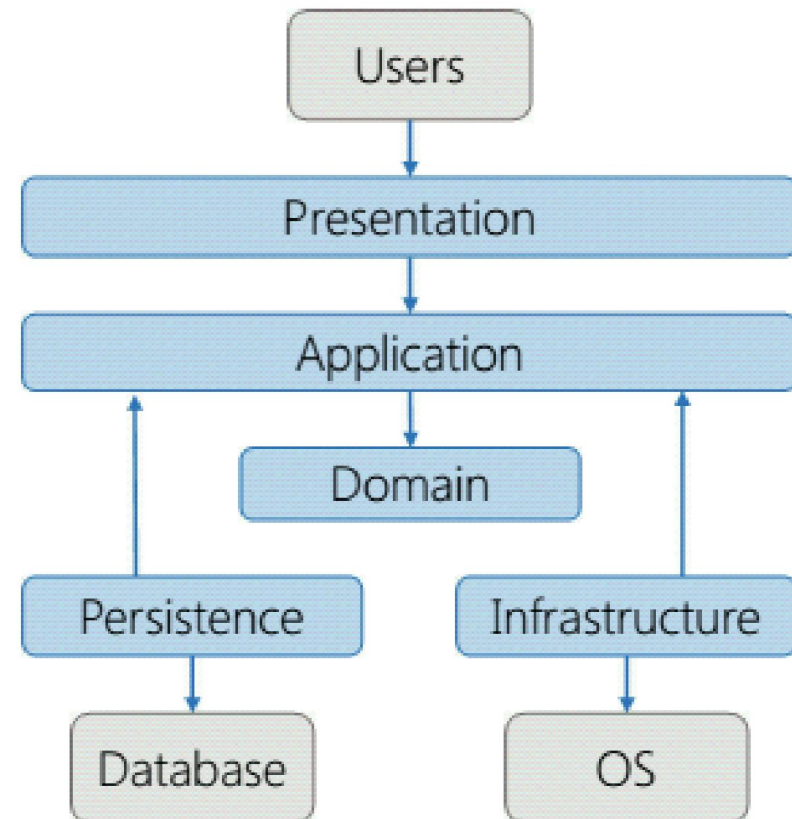 Users
Presentation
Application
Domain
Persistence
Infrastructure
Database
OS